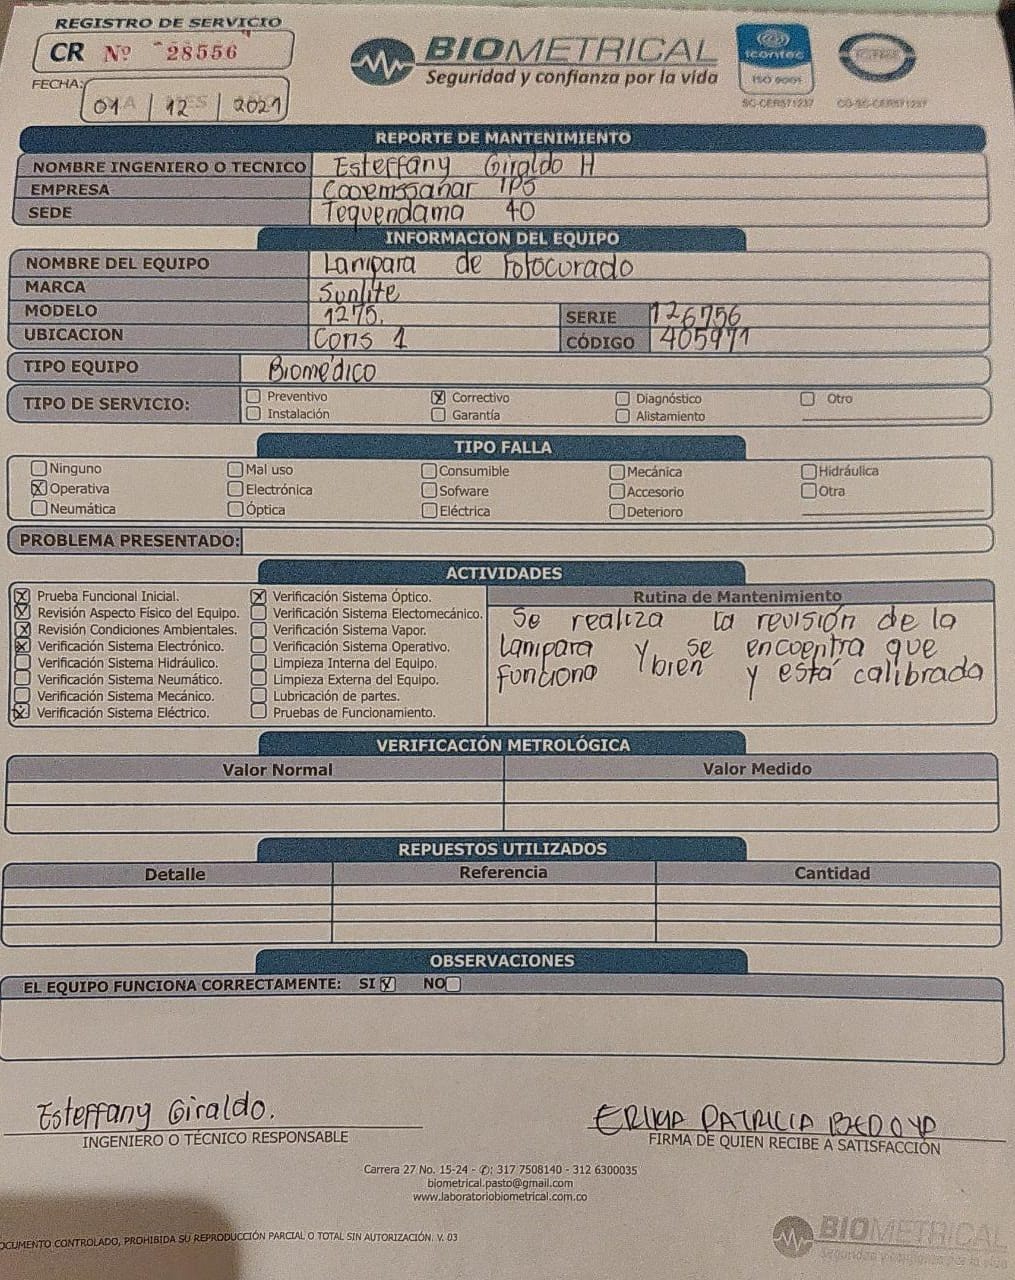 REGISTRO DE SERVICIO
CR Nº 28556
FECHA: 01 | 12 | 2021
BIOMETRICAL
Seguridad y confianza por la vida
icontec
ISO 9001
SC-CER571237
CO-SC-CER571237
REPORTE DE MANTENIMIENTO
NOMBRE INGENIERO O TECNICO Esteffany Giraldo H
EMPRESA Cooemssanar IPS
SEDE Tequendama 40
INFORMACION DEL EQUIPO
NOMBRE DEL EQUIPO Lampara de Fotocurado
MARCA Sunlite
MODELO 1275. SERIE 126756
UBICACION Cons 1 CÓDIGO 405971
TIPO EQUIPO Biomédico
TIPO DE SERVICIO: Preventivo Correctivo Diagnóstico Otro
Instalación Garantía Alistamiento
TIPO FALLA
Ninguno Mal uso Consumible Mecánica Hidráulica
Operativa Electrónica Sofware Accesorio Otra
Neumática Óptica Eléctrica Deterioro
PROBLEMA PRESENTADO:
ACTIVIDADES
Prueba Funcional Inicial.
Revisión Aspecto Físico del Equipo.
Revisión Condiciones Ambientales.
Verificación Sistema Electrónico.
Verificación Sistema Hidráulico.
Verificación Sistema Neumático.
Verificación Sistema Mecánico.
Verificación Sistema Eléctrico.
Verificación Sistema Óptico.
Verificación Sistema Electomecánico.
Verificación Sistema Vapor.
Verificación Sistema Operativo.
Limpieza Interna del Equipo.
Limpieza Externa del Equipo.
Lubricación de partes.
Pruebas de Funcionamiento.
Rutina de Mantenimiento
Se realiza la revisión de la
lampara y se encuentra que
funciona bien y está calibrada
VERIFICACIÓN METROLÓGICA
Valor Normal Valor Medido
REPUESTOS UTILIZADOS
Detalle Referencia Cantidad
OBSERVACIONES
EL EQUIPO FUNCIONA CORRECTAMENTE: SI NO
Esteffany Giraldo.
INGENIERO O TÉCNICO RESPONSABLE
ERIKA PATRICIA BEDOYA
FIRMA DE QUIEN RECIBE A SATISFACCIÓN
Carrera 27 No. 15-24 - ✆: 317 7508140 - 312 6300035
biometrical.pasto@gmail.com
www.laboratoriobiometrical.com.co
OCUMENTO CONTROLADO, PROHIBIDA SU REPRODUCCIÓN PARCIAL O TOTAL SIN AUTORIZACIÓN. V. 03
BIOMETRICAL
Seguridad y confianza por la vida